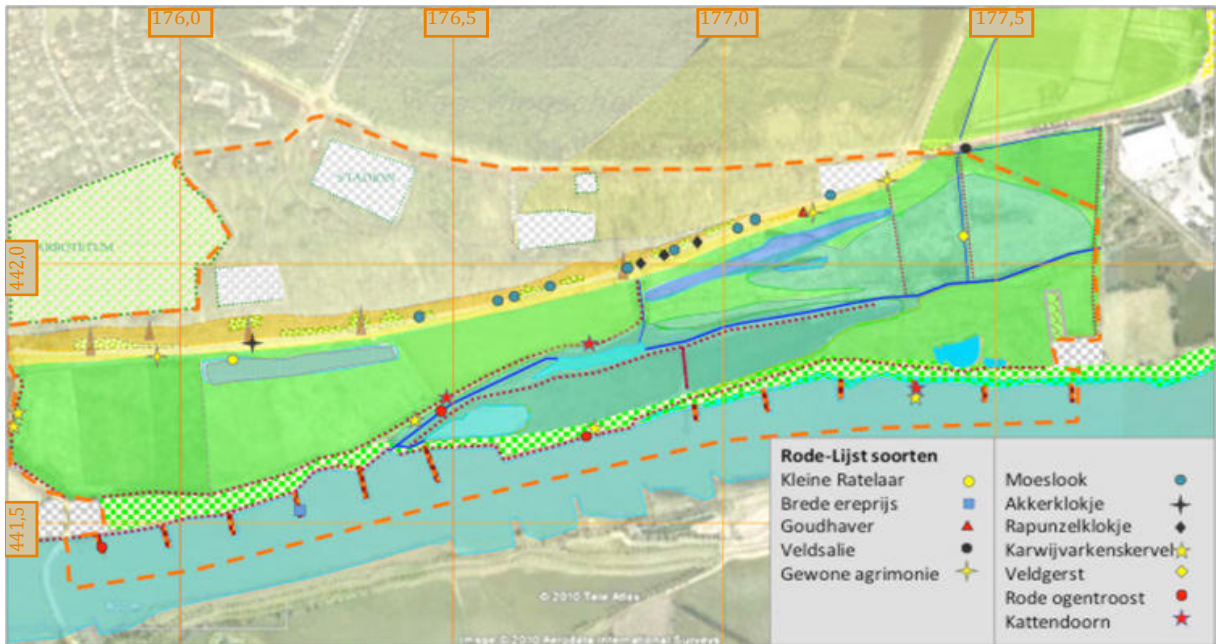 176,0
176,5
177,0
177,5
STADION
ARBORETUM
442,0
441,5
Rode-Lijst soorten
Kleine Ratelaar
Brede ereprijs
Goudhaver
Veldsalie
Gewone agrimonie
Moeslook
Akkerklokje
Rapunzelklokje
Karwijvarkenskervel
Veldgerst
Rode ogentroost
Kattendoorn
© 2010 Tele Atlas
Image © 2010 Aerodata International Surveys